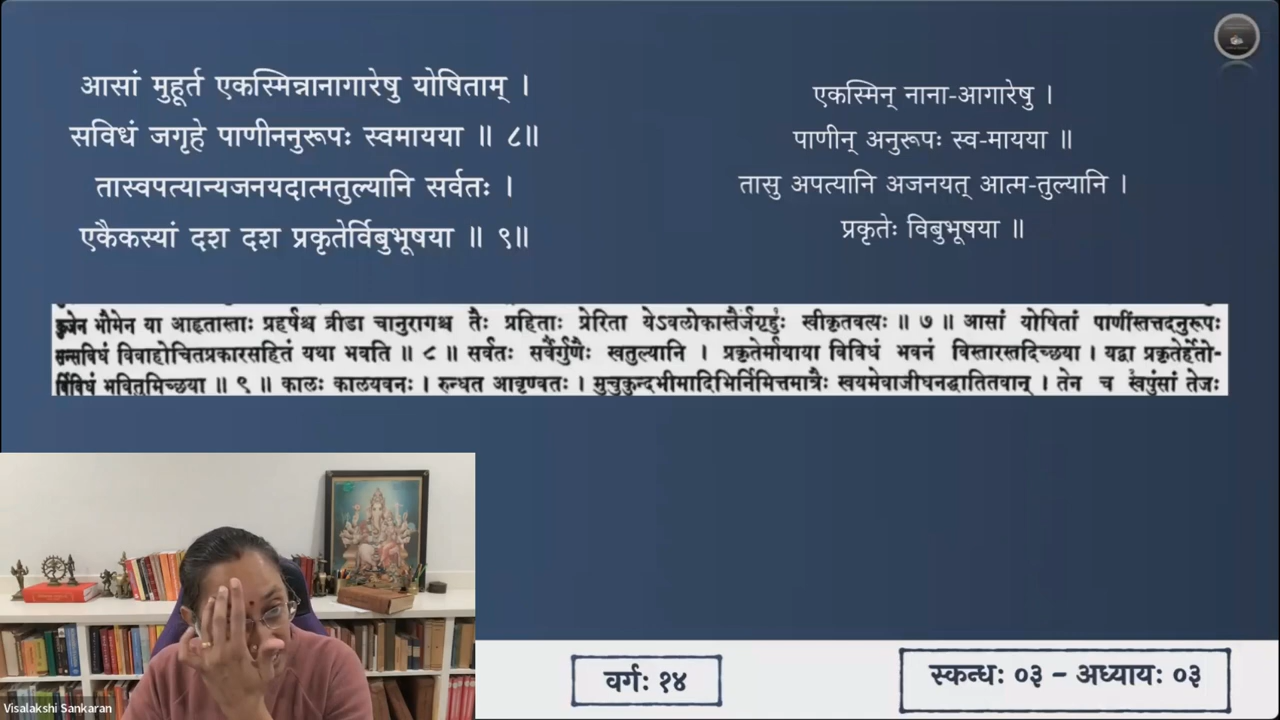 आसां मुहूर्त एकस्मिन्नानागारेषु योषिताम् ।
सविधं जगृहे पाणीननुरूपः स्वमायया ॥ ८॥
तास्वपत्यान्यजनयदात्मतुल्यानि सर्वतः ।
एकैकस्यां दश दश प्रकृतेर्विबुभूषया ॥ ९॥
एकस्मिन् नाना-आगारेषु ।
पाणीन् अनुरूपः स्व-मायया ॥
तासु अपत्यानि अजनयत् आत्म-तुल्यानि ।
प्रकृतेः विबुभूषया ॥
भौमेन या आहृतास्ताः प्रहर्षश्च व्रीडा चानुरागश्च तैः प्रहिताः प्रेरिता येऽवलोकास्तैर्जगृहुः स्वीकृतवत्यः ॥ ७ ॥ आसां योषितां पाणींस्तत्तदनुरूपः
सन्सविधं विवाहोचितप्रकारसहितं यथा भवति ॥ ८ ॥ सर्वतः सर्वैर्गुणैः स्वतुल्यानि । प्रकृतेर्मायाया विविधं भवनं विस्तारस्तदिच्छया । यद्वा प्रकृतेर्हेतो-
र्विविधं भवितुमिच्छया ॥ ९ ॥ कालः कालयवनः । रुन्धत आवृण्वतः । मुचुकुन्दभीमादिभिर्निमित्तमात्रैः स्वयमेवाजीघनद्धातितवान् । तेन च स्वपुंसां तेजः
Visalakshi Sankaran
वर्गः १४
स्कन्धः ०३ – अध्यायः ०३